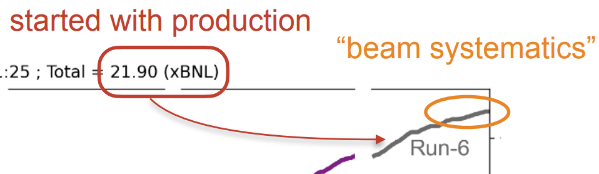 started with production
“beam systematics”
:25 ; Total = 21.90 (xBNL)
Run-6